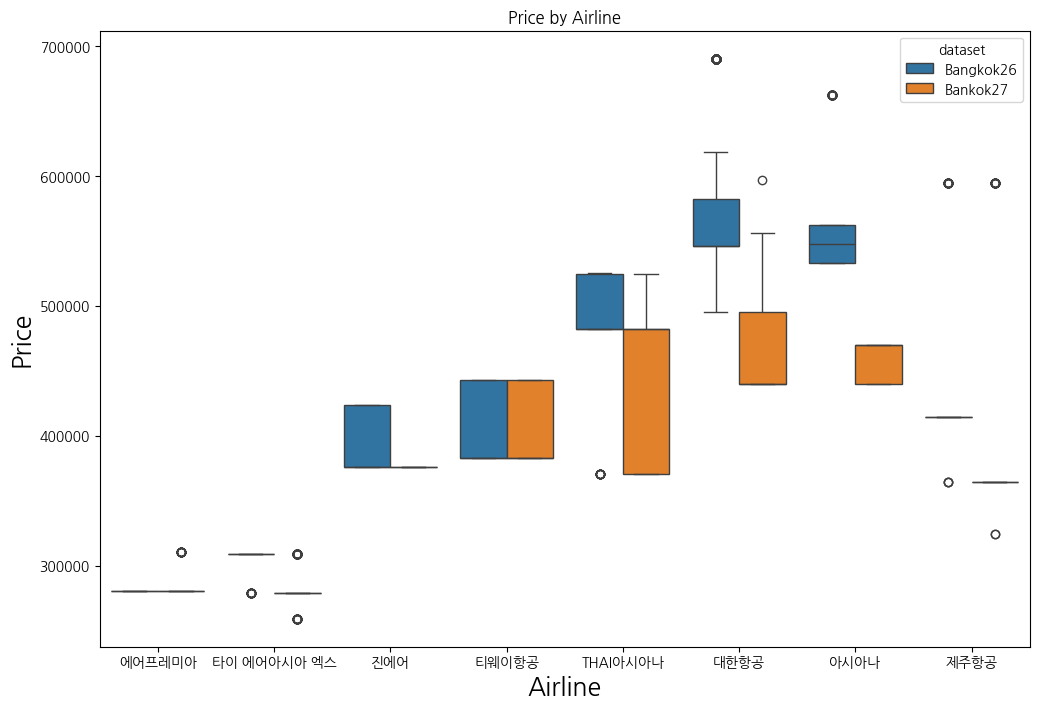 Price by Airline
dataset
Bangkok26
Bankok27
Price
700000
600000
500000
400000
300000
에어프레미아 타이 에어아시아 엑스 진에어 티웨이항공 THAI아시아나 대한항공 아시아나 제주항공
Airline